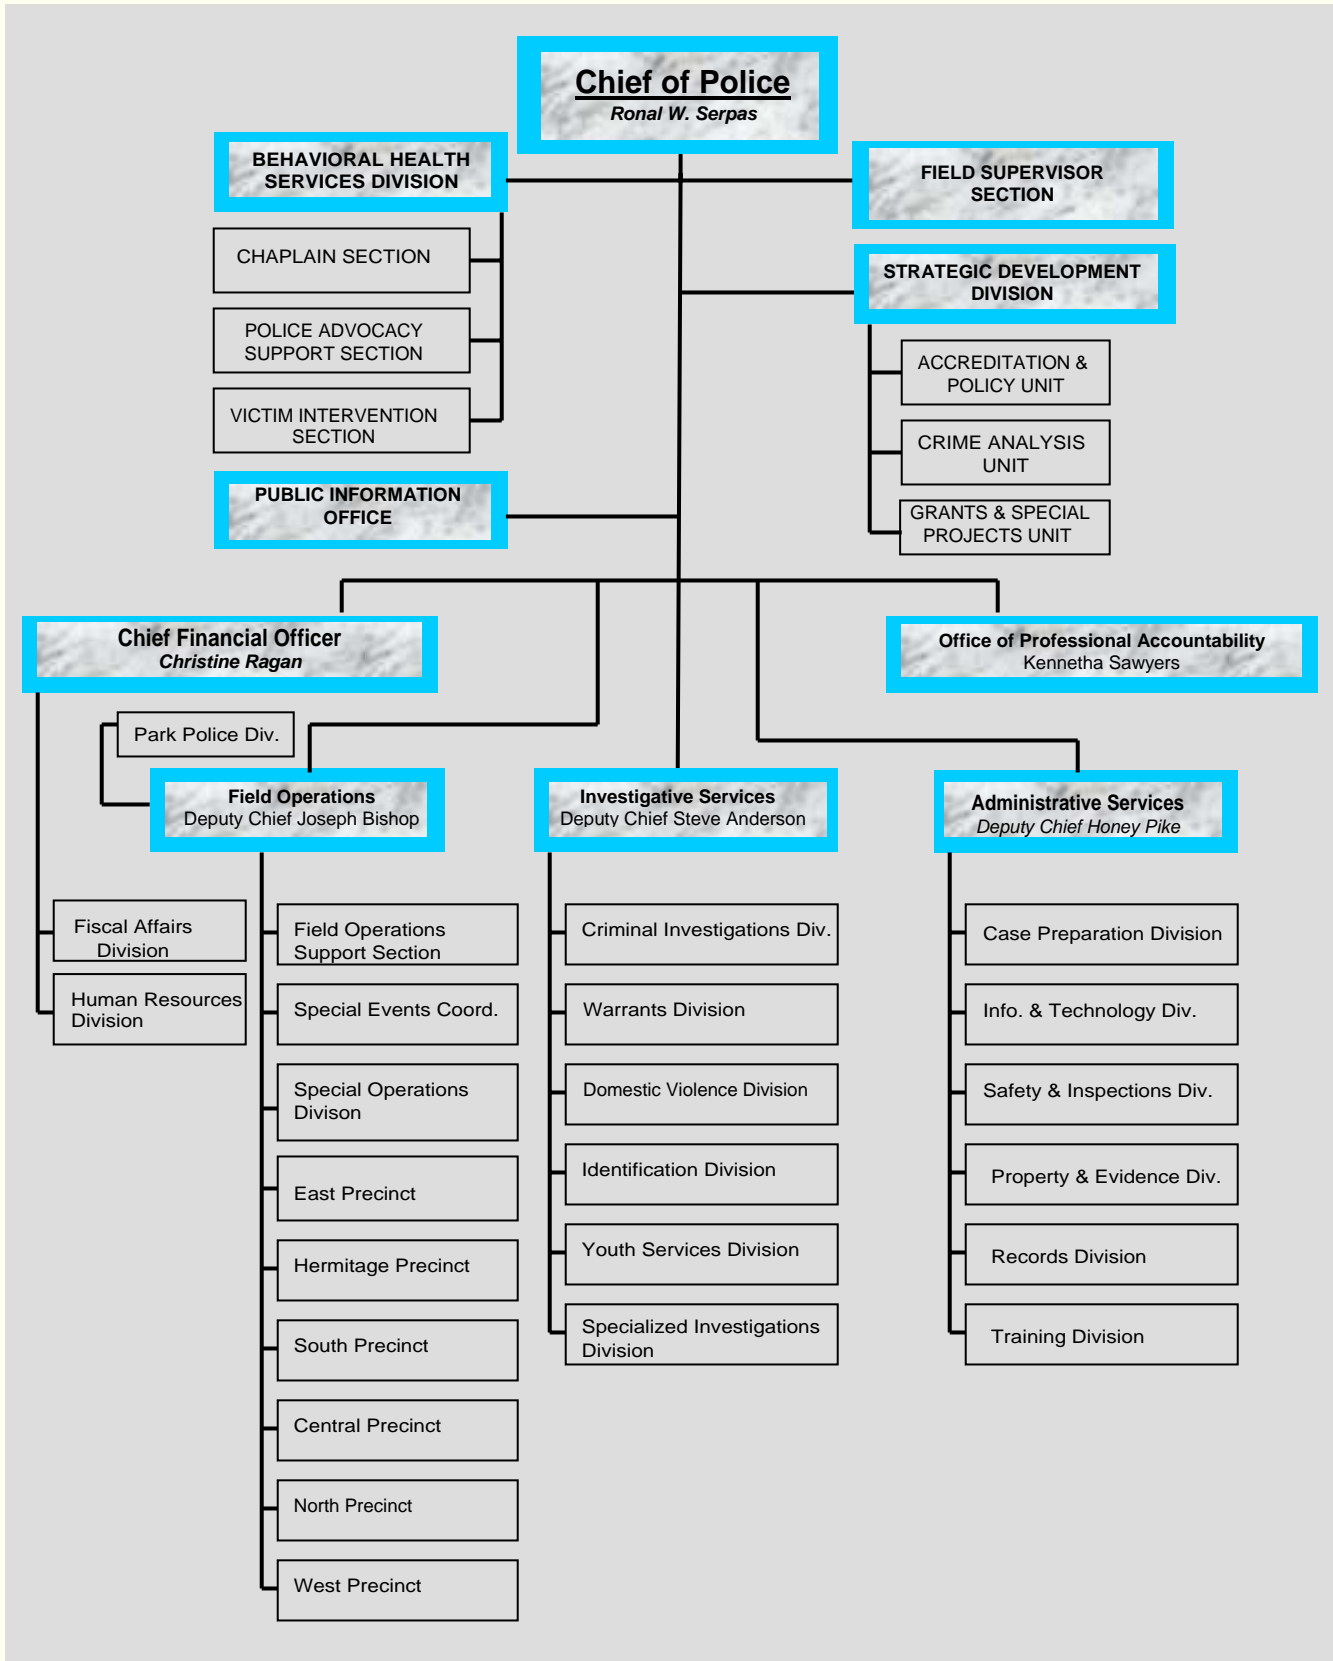 Chief of Police
Ronal W. Serpas
BEHAVIORAL HEALTH
SERVICES DIVISION
FIELD SUPERVISOR
SECTION
CHAPLAIN SECTION
POLICE ADVOCACY
SUPPORT SECTION
VICTIM INTERVENTION
SECTION
STRATEGIC DEVELOPMENT
DIVISION
ACCREDITATION &
POLICY UNIT
CRIME ANALYSIS
UNIT
GRANTS & SPECIAL
PROJECTS UNIT
PUBLIC INFORMATION
OFFICE
Chief Financial Officer
Christine Ragan
Office of Professional Accountability
Kennetha Sawyers
Park Police Div.
Field Operations
Deputy Chief Joseph Bishop
Investigative Services
Deputy Chief Steve Anderson
Administrative Services
Deputy Chief Honey Pike
Fiscal Affairs
Division
Human Resources
Division
Field Operations
Support Section
Special Events Coord.
Special Operations
Divison
East Precinct
Hermitage Precinct
South Precinct
Central Precinct
North Precinct
West Precinct
Criminal Investigations Div.
Warrants Division
Domestic Violence Division
Identification Division
Youth Services Division
Specialized Investigations
Division
Case Preparation Division
Info. & Technology Div.
Safety & Inspections Div.
Property & Evidence Div.
Records Division
Training Division